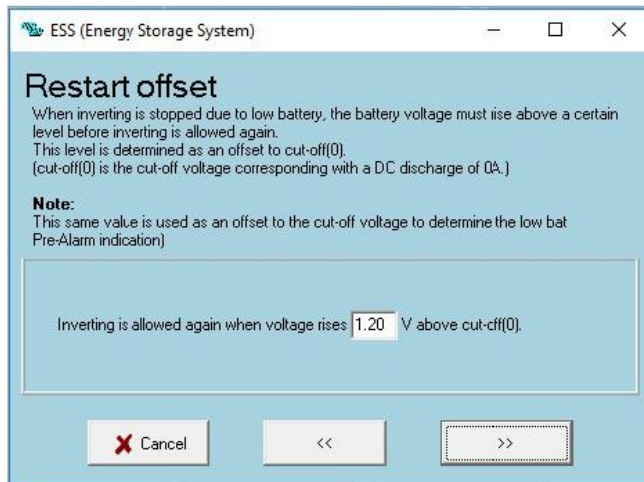 ESS (Energy Storage System)
Restart offset
When inverting is stopped due to low battery, the battery voltage must rise above a certain
level before inverting is allowed again.
This level is determined as an offset to cut-off(0).
(cut-off(0) is the cut-off voltage corresponding with a DC discharge of 0A.)
Note:
This same value is used as an offset to the cut-off voltage to determine the low bat
Pre-Alarm indication)
Inverting is allowed again when voltage rises 1.20 V above cut-off(0).
Cancel
<<
>>